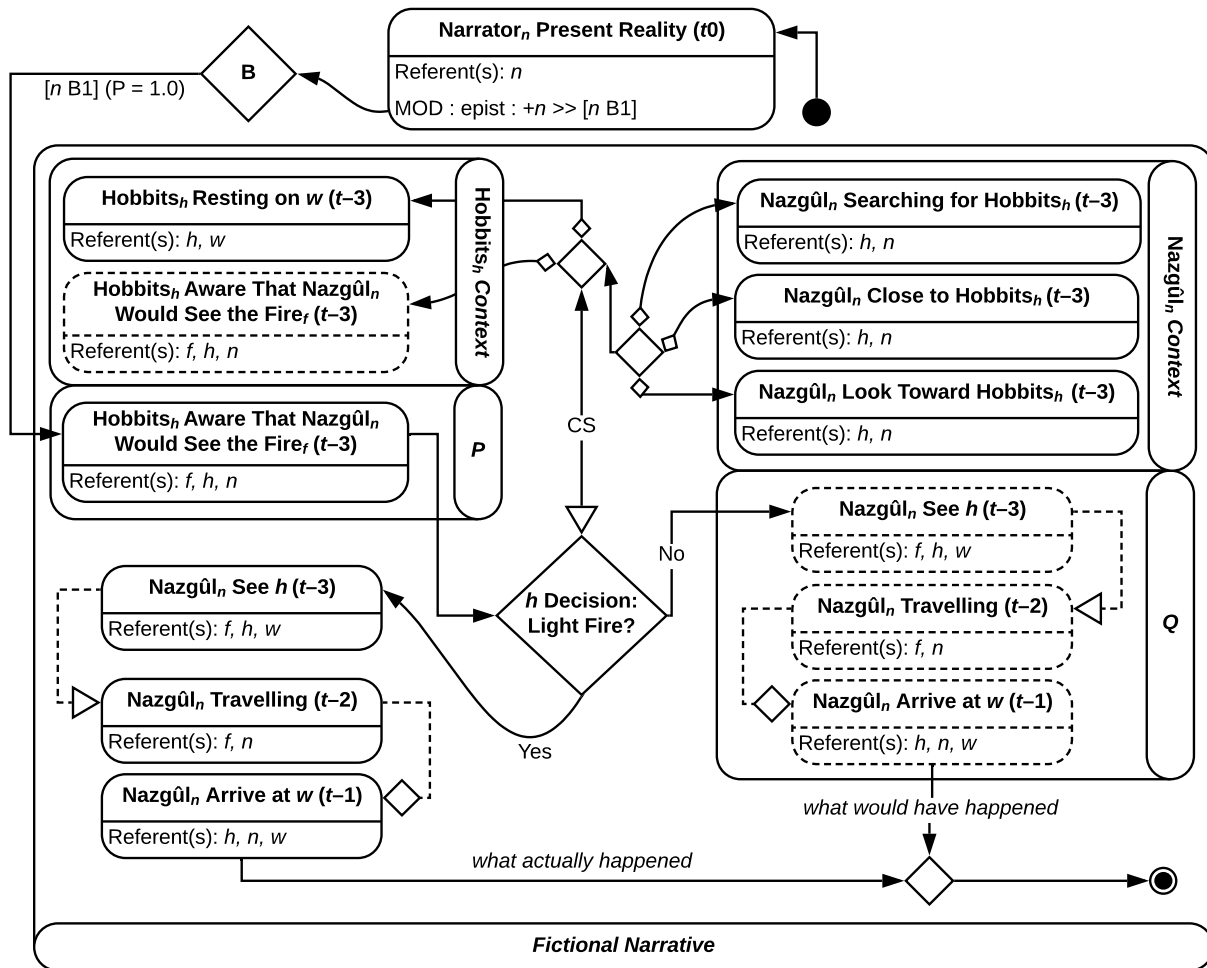 Narratorn Present Reality (t0)
Referent(s): n
MOD : epist : +n >> [n B1]
B
[n B1] (P = 1.0)
Hobbitsh Resting on w (t–3)
Referent(s): h, w
Hobbitsh Aware That Nazgûln
Would See the Firef (t–3)
Referent(s): f, h, n
Hobbitsh Context
Nazgûln Searching for Hobbitsh (t–3)
Referent(s): h, n
Nazgûln Close to Hobbitsh (t–3)
Referent(s): h, n
Nazgûln Look Toward Hobbitsh (t–3)
Referent(s): h, n
Nazgûln Context
Hobbitsh Aware That Nazgûln
Would See the Firef (t–3)
Referent(s): f, h, n
P
CS
h Decision:
Light Fire?
No
Yes
Nazgûln See h (t–3)
Referent(s): f, h, w
Nazgûln Travelling (t–2)
Referent(s): f, n
Nazgûln Arrive at w (t–1)
Referent(s): h, n, w
Q
Nazgûln See h (t–3)
Referent(s): f, h, w
Nazgûln Travelling (t–2)
Referent(s): f, n
Nazgûln Arrive at w (t–1)
Referent(s): h, n, w
what would have happened
what actually happened
Fictional Narrative